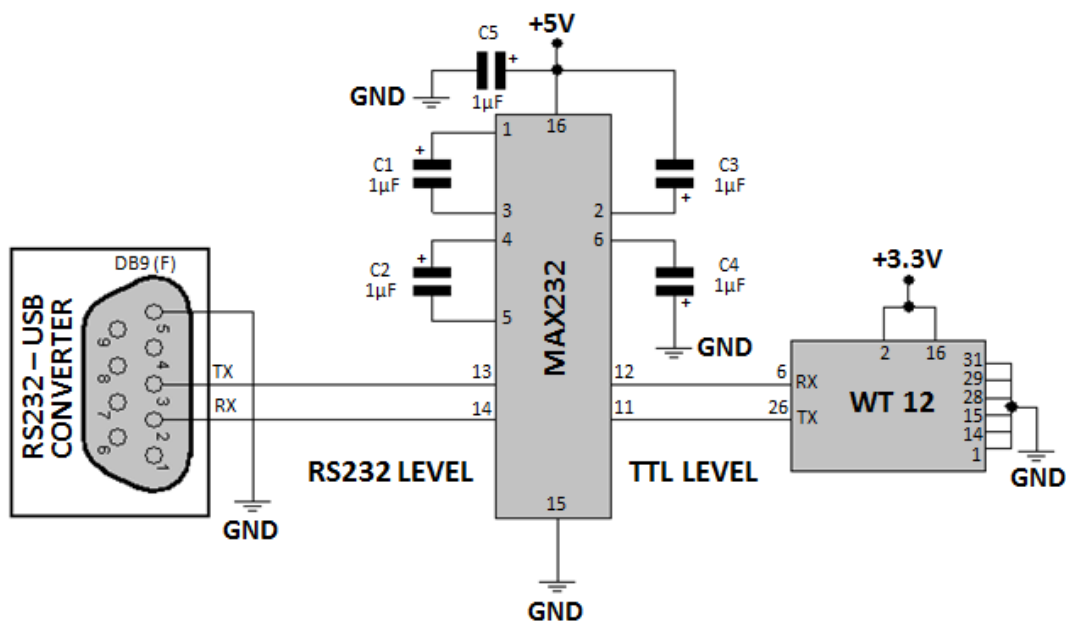 +5V
C5
+
1µF
GND
16
1
+
C1
1µF
3
C3
1µF
+
2
4
+
C2
1µF
5
6
C4
1µF
+
GND
MAX232
DB9 (F)
RS232 – USB
CONVERTER
5
9
4
8
3
7
2
6
1
TX
13
RX
14
12
11
RS232 LEVEL
TTL LEVEL
15
GND
GND
+3.3V
2
16
6
RX
26
TX
WT 12
31
29
28
15
14
1
GND